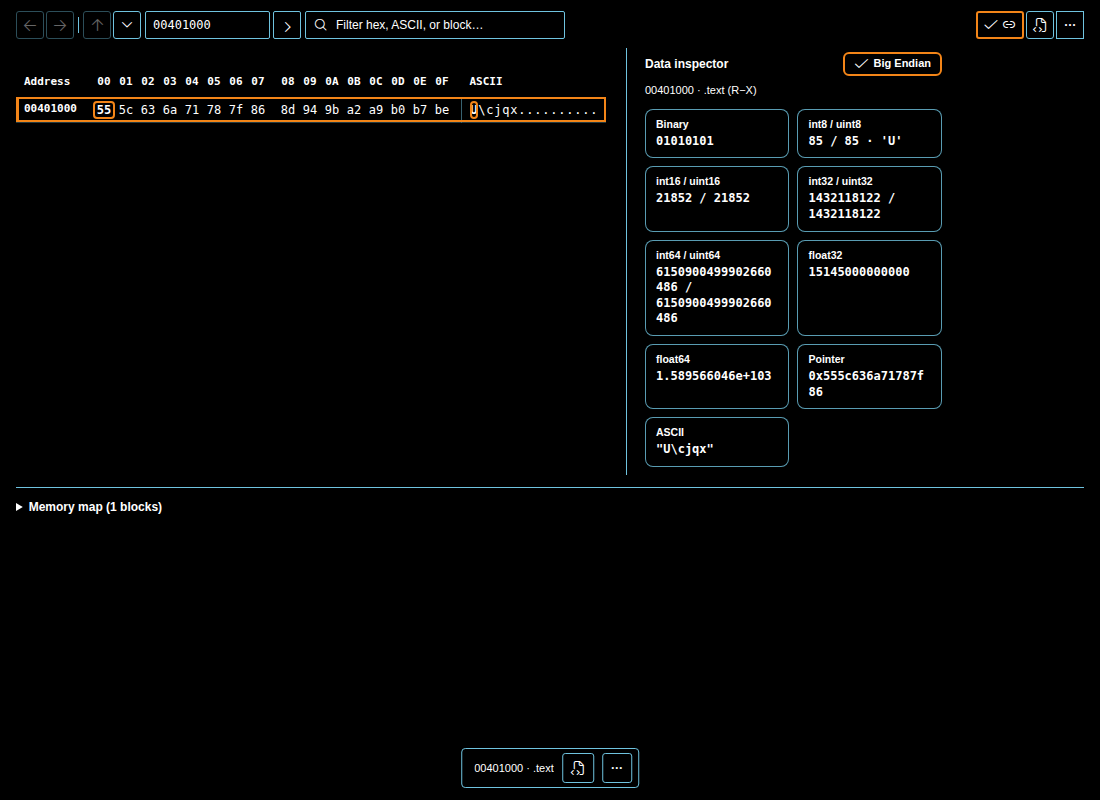 00401000
Filter hex, ASCII, or block…
Data inspector
Big Endian
00401000 · .text (R−X)
Address 00 01 02 03 04 05 06 07 08 09 0A 0B 0C 0D 0E 0F ASCII
00401000 55 5c 63 6a 71 78 7f 86 8d 94 9b a2 a9 b0 b7 be U\cjqx..........
Binary
01010101
int8 / uint8
85 / 85 · 'U'
int16 / uint16
21852 / 21852
int32 / uint32
1432118122 /
1432118122
int64 / uint64
6150900499902660
486 /
6150900499902660
486
float32
15145000000000
float64
1.589566046e+103
Pointer
0x555c636a71787f
86
ASCII
"U\cjqx"
Memory map (1 blocks)
00401000 · .text